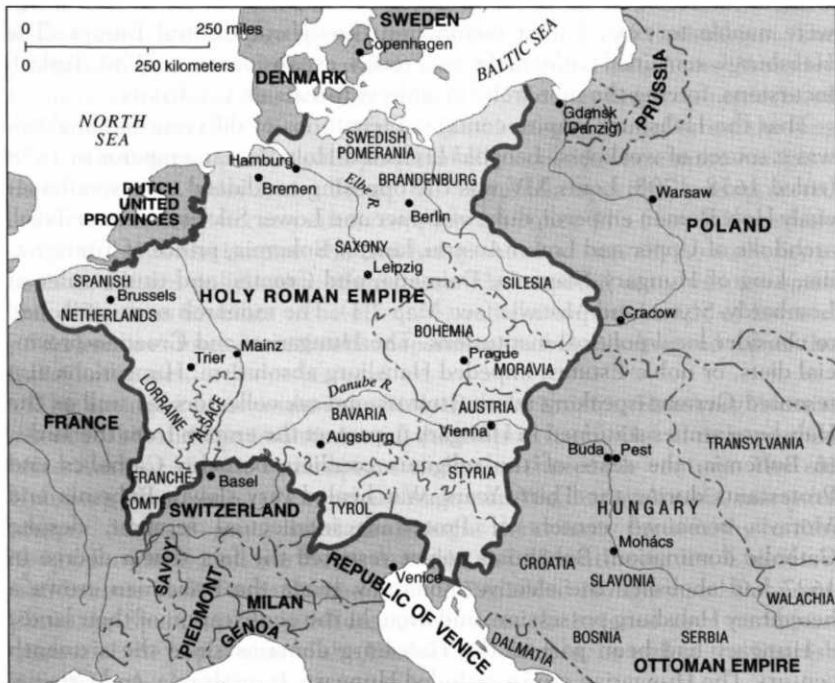 0 250 miles
0 250 kilometers
SWEDEN
Copenhagen
DENMARK
BALTIC SEA
PRUSSIA
NORTH
SEA
Gdańsk
(Danzig)
SWEDISH
POMERANIA
Hamburg
Bremen
Elbe R.
BRANDENBURG
Berlin
DUTCH
UNITED
PROVINCES
Warsaw
POLAND
SAXONY
Leipzig
SPANISH
NETHERLANDS
Brussels
HOLY ROMAN EMPIRE
SILESIA
Cracow
BOHEMIA
Prague
MORAVIA
Trier
Mainz
LORRAINE
ALSACE
Danube R.
BAVARIA
Augsburg
AUSTRIA
Vienna
FRANCE
TRANSYLVANIA
Buda
Pest
FRANCHE-
COMTÉ
Basel
SWITZERLAND
TYROL
STYRIA
HUNGARY
Mohács
SAVOY
PIEDMONT
MILAN
GENOA
Venice
REPUBLIC OF VENICE
CROATIA
SLAVONIA
WALACHIA
DALMATIA
BOSNIA
SERBIA
OTTOMAN EMPIRE